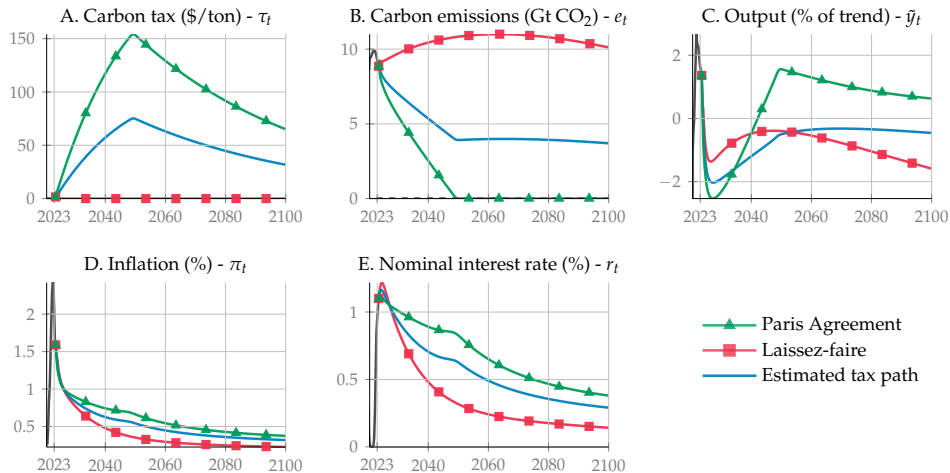 A. Carbon tax ($/ton) - τₜ
150
100
50
0
2023 2040 2060 2080 2100
B. Carbon emissions (Gt CO₂) - eₜ
10
5
0
2023 2040 2060 2080 2100
C. Output (% of trend) - ỹₜ
2
0
−2
2023 2040 2060 2080 2100
D. Inflation (%) - πₜ
2
1.5
1
0.5
2023 2040 2060 2080 2100
E. Nominal interest rate (%) - rₜ
1
0.5
0
2023 2040 2060 2080 2100
Paris Agreement
Laissez-faire
Estimated tax path